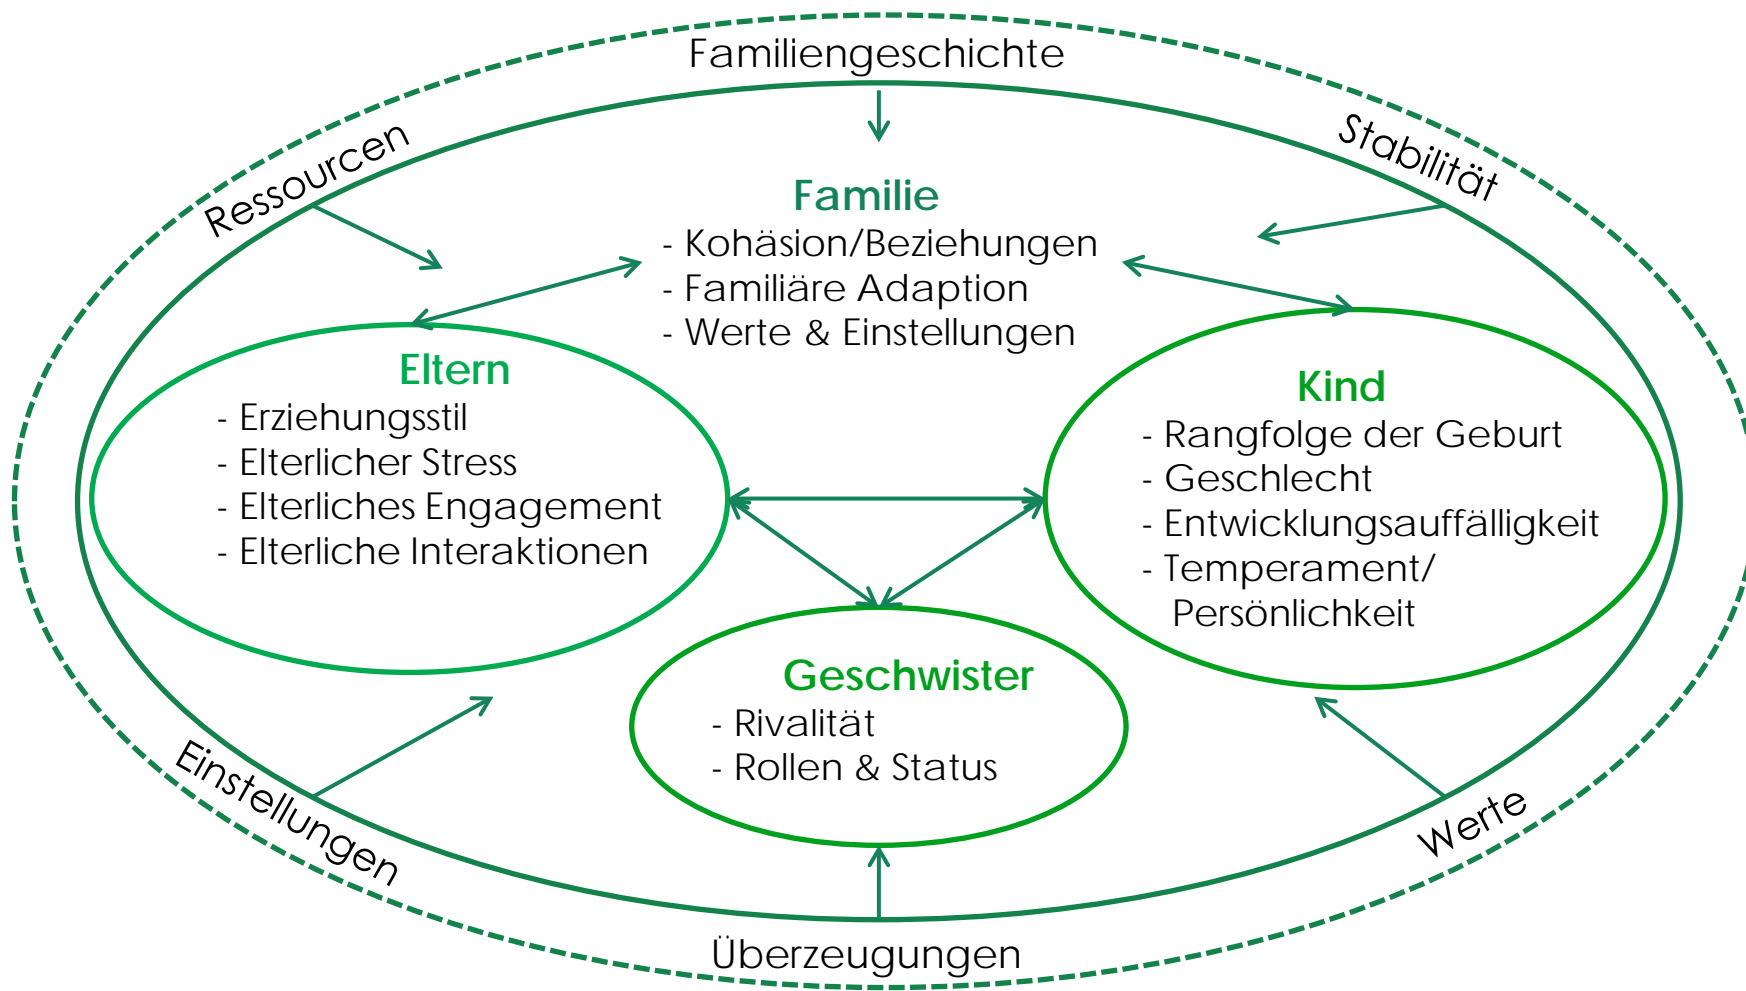 Familiengeschichte
Ressourcen
Stabilität
Familie
- Kohäsion/Beziehungen
- Familiäre Adaption
- Werte & Einstellungen
Eltern
- Erziehungsstil
- Elterlicher Stress
- Elterliches Engagement
- Elterliche Interaktionen
Kind
- Rangfolge der Geburt
- Geschlecht
- Entwicklungsauffälligkeit
- Temperament/
Persönlichkeit
Geschwister
- Rivalität
- Rollen & Status
Einstellungen
Werte
Überzeugungen